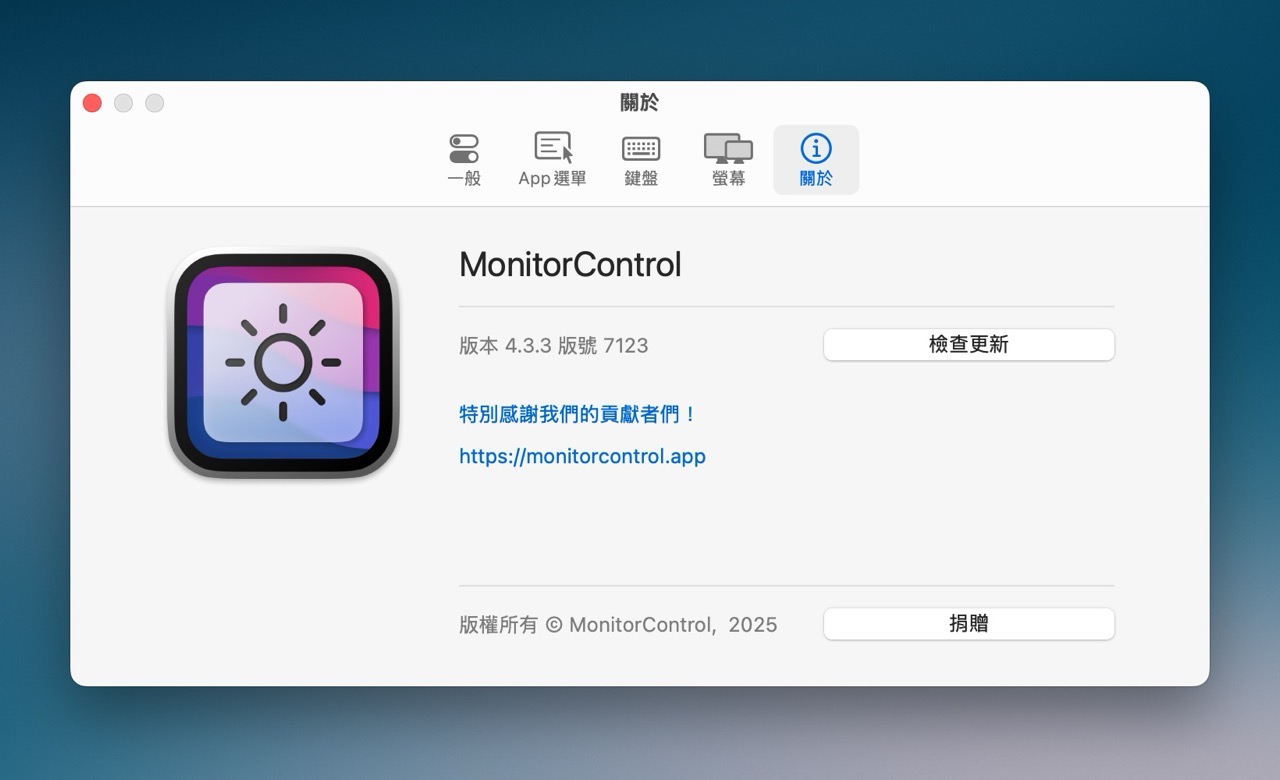 關於
一般
App 選單
鍵盤
螢幕
關於
MonitorControl
版本 4.3.3 版號 7123
檢查更新
特別感謝我們的貢獻者們！
https://monitorcontrol.app
版權所有 © MonitorControl，2025
捐贈